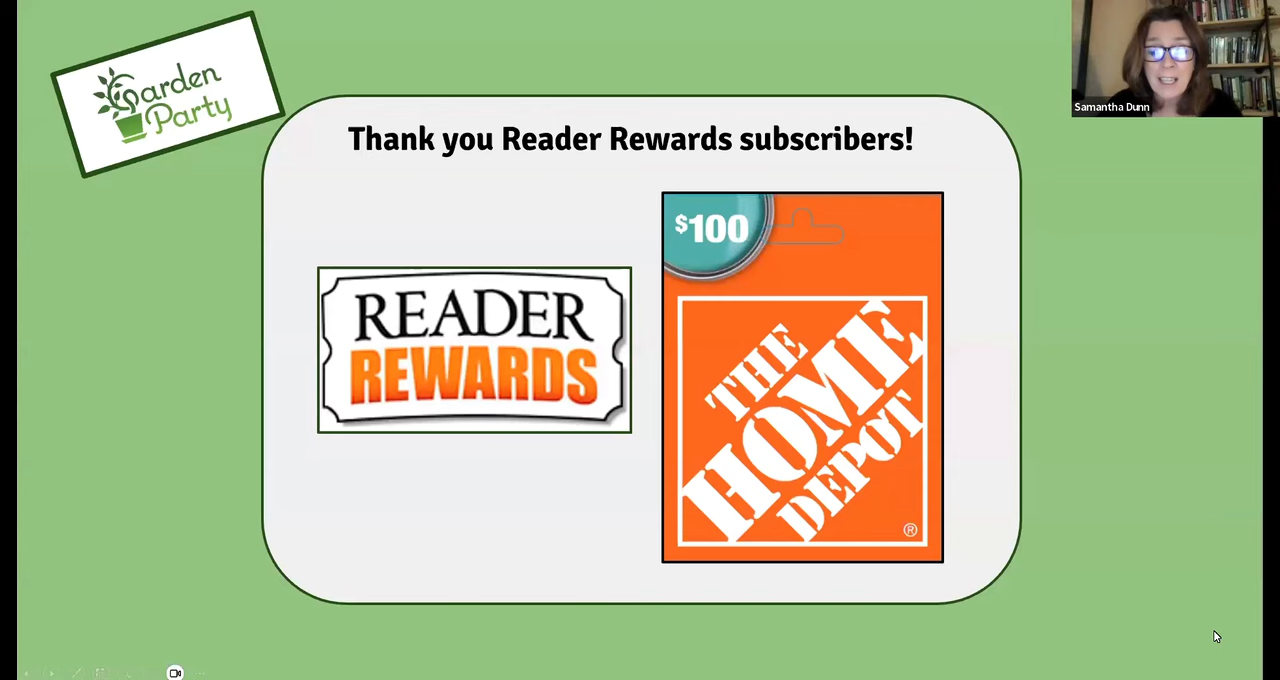 Garden
Party
Samantha Dunn
Thank you Reader Rewards subscribers!
$100
READER
REWARDS
THE
HOME
DEPOT
®